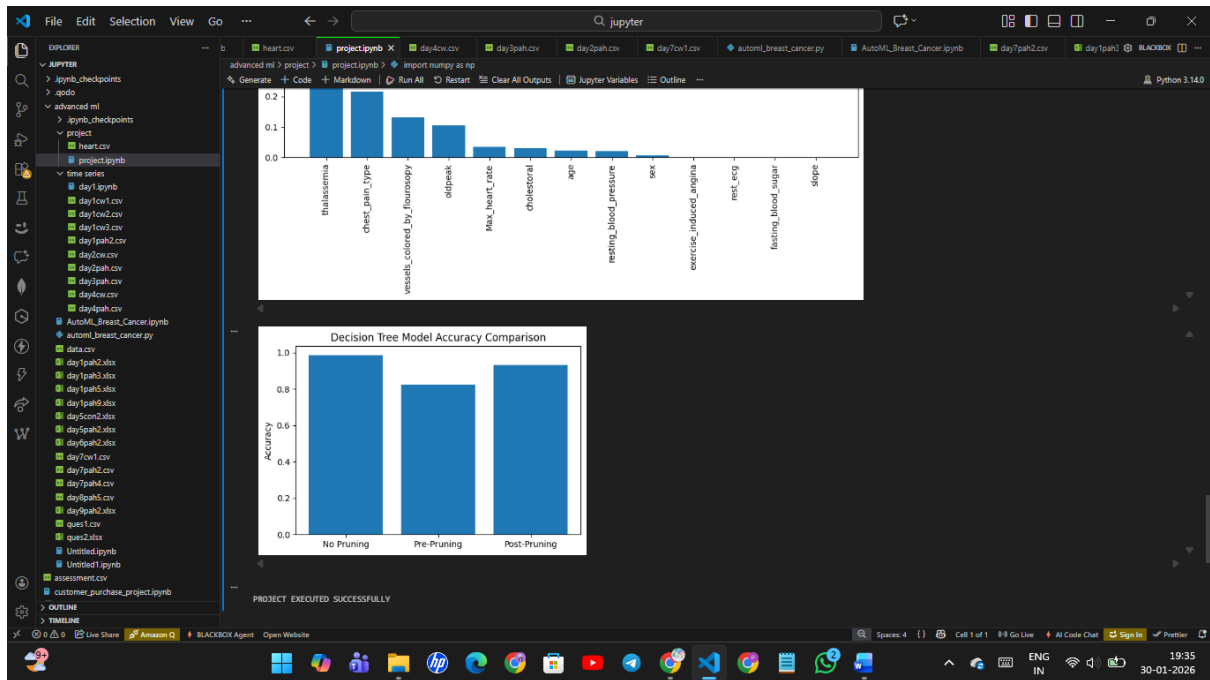 File Edit Selection View Go ... jupyter
EXPLORER ...
heart.csv project.ipynb day4cw.csv day3pah.csv day2pah.csv day7cw1.csv automl_breast_cancer.py AutoML_Breast_Cancer.ipynb day7pah2.csv BLACKBOX
advanced ml > project > project.ipynb > import numpy as np
Generate + Code + Markdown Run All Restart Clear All Outputs Jupyter Variables Outline ... Python 3.14.0
JUPYTER
> .ipynb_checkpoints
> .qodo
advanced ml
> .ipynb_checkpoints
project
heart.csv
project.ipynb
time series
day1.ipynb
day1cw1.csv
day1cw2.csv
day1cw3.csv
day1pah2.csv
day2cw.csv
day2pah.csv
day3pah.csv
day4cw.csv
day4pah.csv
AutoML_Breast_Cancer.ipynb
automl_breast_cancer.py
data.csv
day1pah2.xlsx
day1pah3.xlsx
day1pah5.xlsx
day1pah9.xlsx
day5con2.xlsx
day5pah2.xlsx
day6pah2.xlsx
day7cw1.csv
day7pah2.csv
day7pah4.csv
day8pah5.csv
day9pah2.xlsx
ques1.csv
ques2.xlsx
Untitled.ipynb
Untitled1.ipynb
assessment.csv
customer_purchase_project.ipynb
> OUTLINE
> TIMELINE
0.2
0.1
0.0
thalassemia
chest_pain_type
vessels_colored_by_flourosopy
oldpeak
Max_heart_rate
cholestoral
age
resting_blood_pressure
sex
exercise_induced_angina
rest_ecg
fasting_blood_sugar
slope
Decision Tree Model Accuracy Comparison
Accuracy
1.0
0.8
0.6
0.4
0.2
0.0
No Pruning Pre-Pruning Post-Pruning
PROJECT EXECUTED SUCCESSFULLY
0 0 Live Share Amazon Q BLACKBOX Agent Open Website Spaces: 4 { } Cell 1 of 1 Go Live AI Code Chat Sign In Prettier
9+ 2 ENG 19:35
IN 30-01-2026